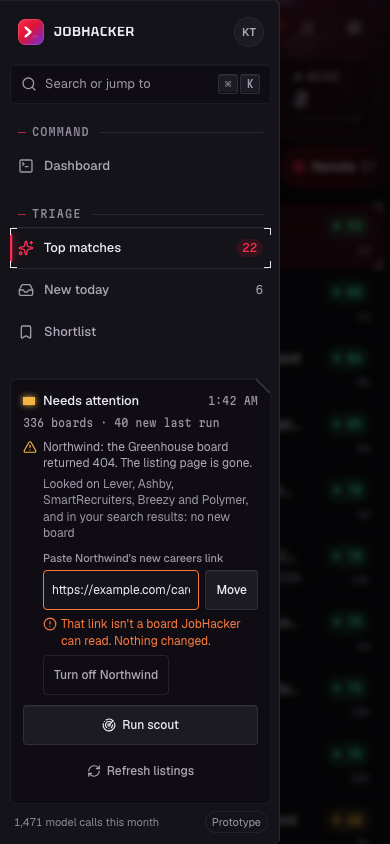 JOBHACKER
KT
Search or jump to
⌘ K
COMMAND
Dashboard
TRIAGE
Top matches 22
New today 6
Shortlist
Needs attention 1:42 AM
336 boards · 40 new last run
Northwind: the Greenhouse board
returned 404. The listing page is gone.
Looked on Lever, Ashby,
SmartRecruiters, Breezy and Polymer,
and in your search results: no new
board
Paste Northwind's new careers link
https://example.com/car
Move
That link isn't a board JobHacker
can read. Nothing changed.
Turn off Northwind
Run scout
Refresh listings
1,471 model calls this month
Prototype